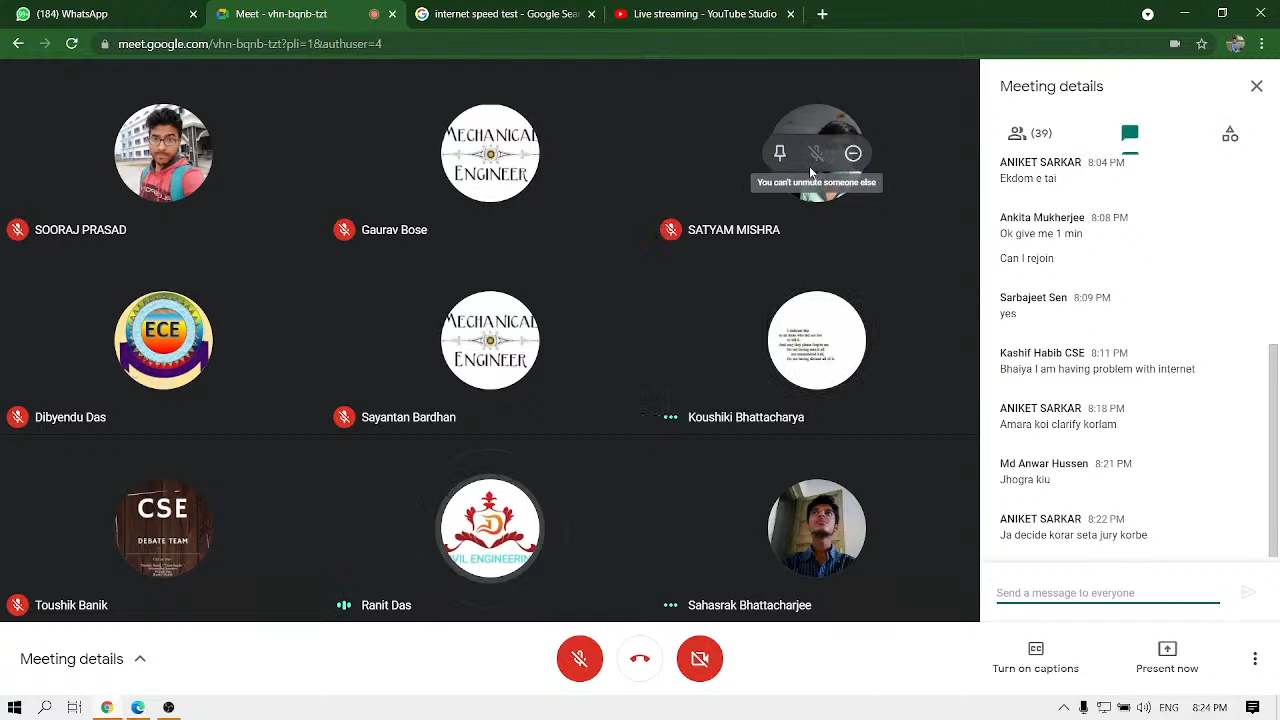 (184) WhatsApp
Meet - vhn-bqnb-tzt
internet speed test - Google Sea
Live streaming - YouTube Studio
meet.google.com/vhn-bqnb-tzt?pli=1&authuser=4
MECHANICAL
ENGINEER
You can't unmute someone else
SOORAJ PRASAD
Gaurav Bose
SATYAM MISHRA
ECE
MECHANICAL
ENGINEER
Dibyendu Das
Sayantan Bardhan
Koushiki Bhattacharya
CSE
DEBATE TEAM
D
VIL ENGINEERIN
Toushik Banik
Ranit Das
Sahasrak Bhattacharjee
Meeting details
(39)
ANIKET SARKAR 8:04 PM
Ekdom e tai
Ankita Mukherjee 8:08 PM
Ok give me 1 min
Can I rejoin
Sarbajeet Sen 8:09 PM
yes
Kashif Habib CSE 8:11 PM
Bhaiya I am having problem with internet
ANIKET SARKAR 8:18 PM
Amara koi clarify korlam
Md Anwar Hussen 8:21 PM
Jhogra kiu
ANIKET SARKAR 8:22 PM
Ja deduct korar seta jury korbe
Send a message to everyone
Meeting details
Turn on captions
Present now
ENG
8:24 PM